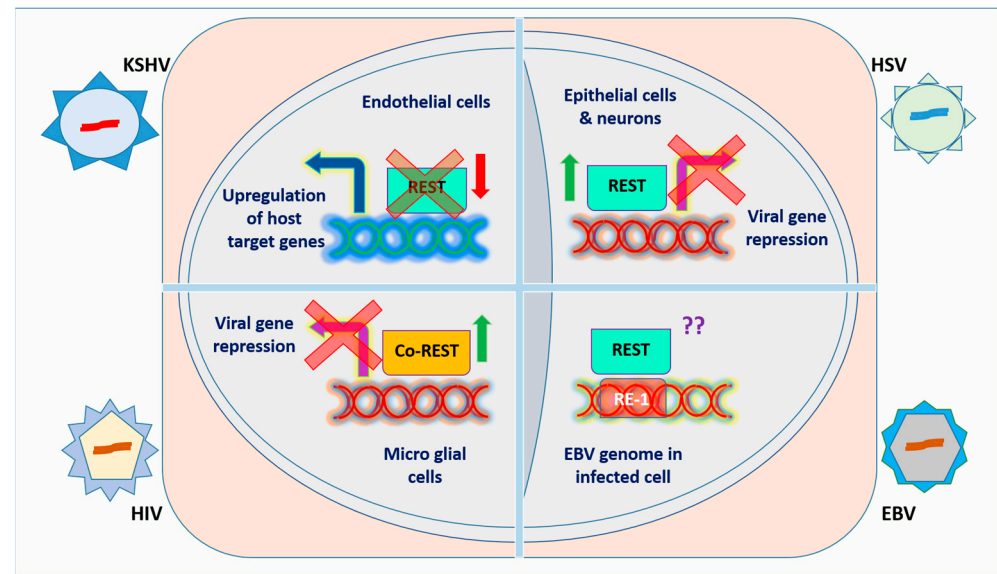 KSHV
HSV
Endothelial cells
Epithelial cells
& neurons
REST
REST
Upregulation
of host
target genes
Viral gene
repression
Viral gene
repression
??
Co-REST
REST
RE-1
Micro glial
cells
EBV genome in
infected cell
HIV
EBV